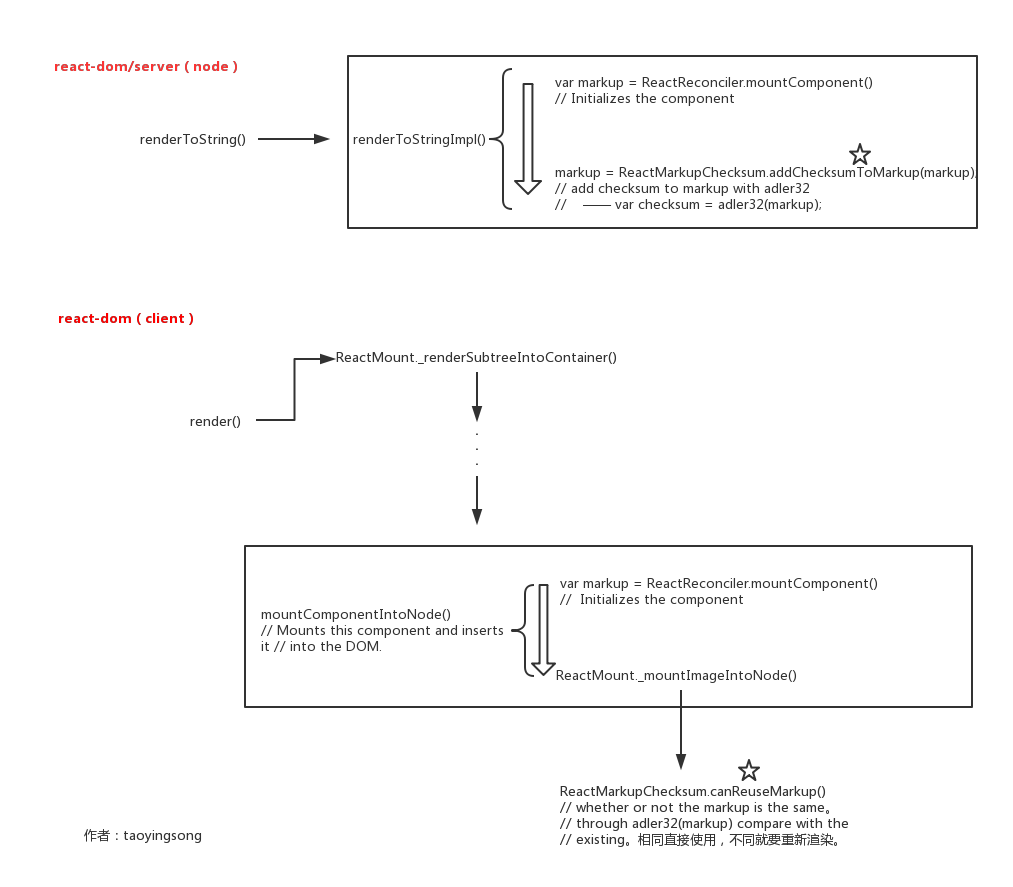 react-dom/server ( node )
renderToString()
renderToStringImpl()
var markup = ReactReconciler.mountComponent()
// Initializes the component
markup = ReactMarkupChecksum.addChecksumToMarkup(markup);
// add checksum to markup with adler32
// —— var checksum = adler32(markup);
react-dom ( client )
ReactMount._renderSubtreeIntoContainer()
render()
.
.
.
mountComponentIntoNode()
// Mounts this component and inserts
it // into the DOM.
var markup = ReactReconciler.mountComponent()
// Initializes the component
ReactMount._mountImageIntoNode()
ReactMarkupChecksum.canReuseMarkup()
// whether or not the markup is the same。
// through adler32(markup) compare with the
// existing。相同直接使用，不同就要重新渲染。
作者：taoyingsong